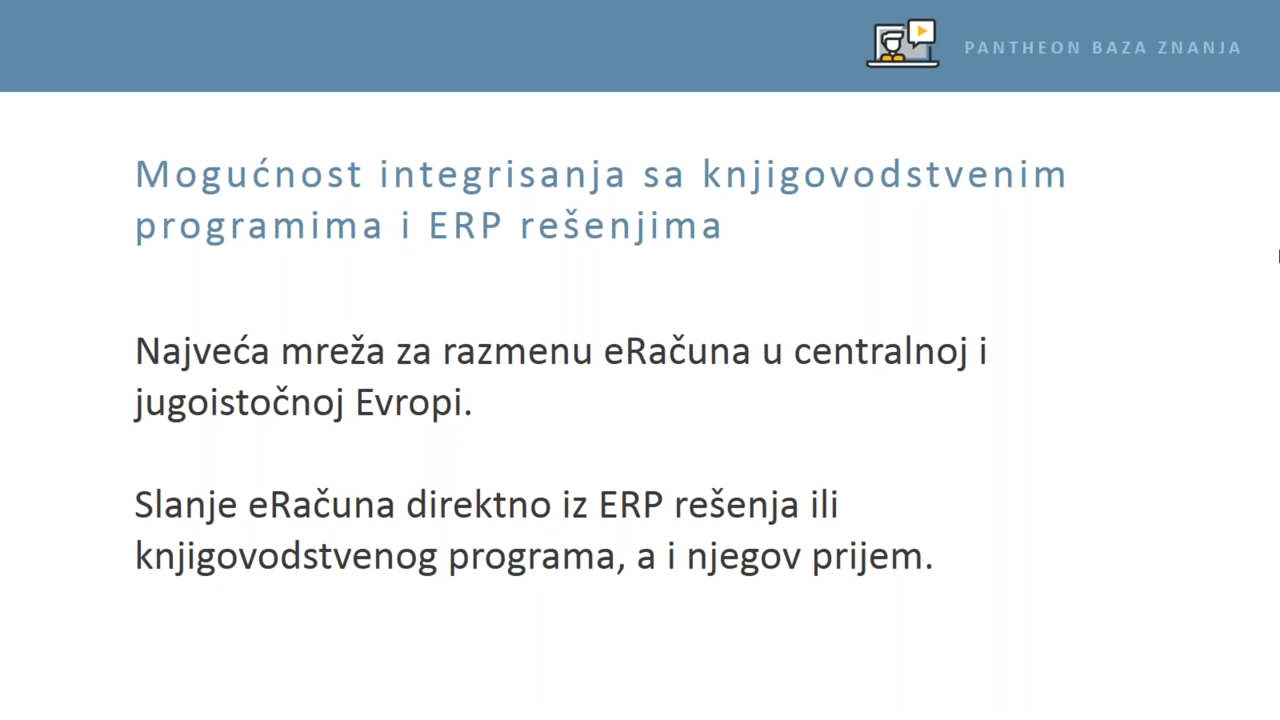 PANTHEON BAZA ZNANJA
Mogućnost integrisanja sa knjigovodstvenim
programima i ERP rešenjima
Najveća mreža za razmenu eRačuna u centralnoj i
jugoistočnoj Evropi.
Slanje eRačuna direktno iz ERP rešenja ili
knjigovodstvenog programa, a i njegov prijem.